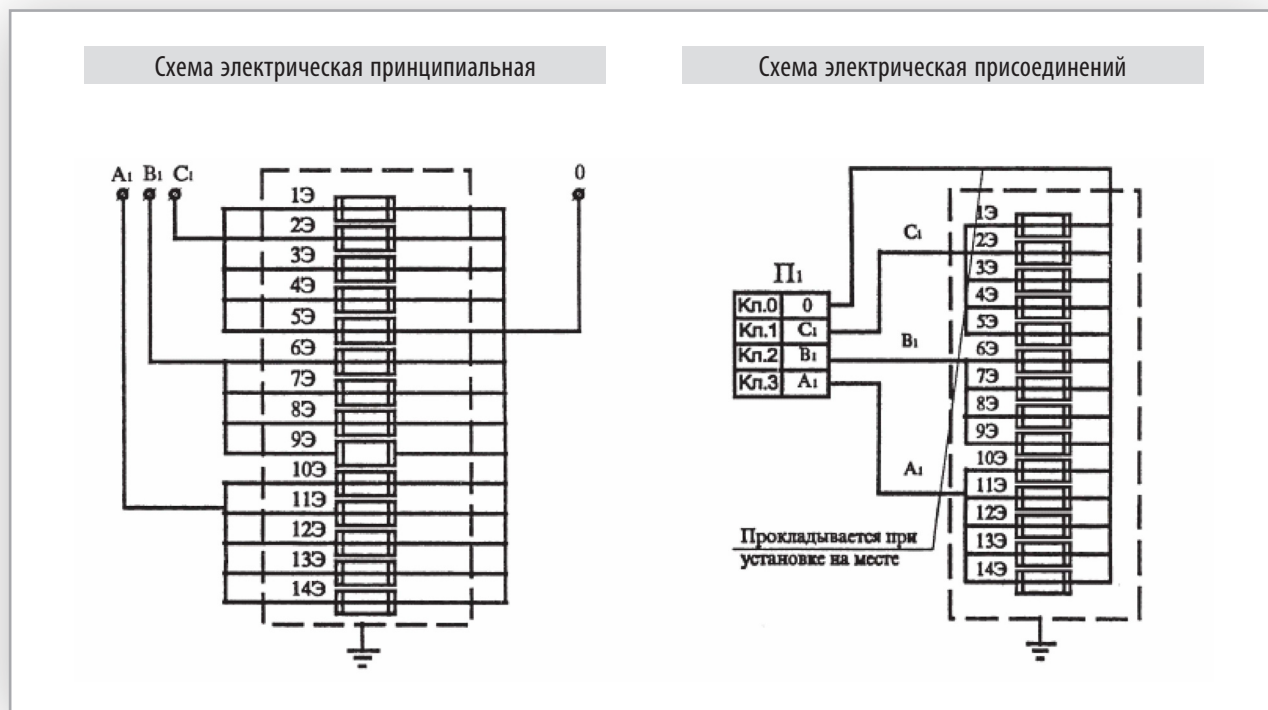 Схема электрическая принципиальная
A1 B1 C1
0
1Э
2Э
3Э
4Э
5Э
6Э
7Э
8Э
9Э
10Э
11Э
12Э
13Э
14Э
Схема электрическая присоединений
П1
Кл.0 0
Кл.1 C1
Кл.2 B1
Кл.3 A1
C1
B1
A1
1Э
2Э
3Э
4Э
5Э
6Э
7Э
8Э
9Э
10Э
11Э
12Э
13Э
14Э
Прокладывается при
установке на месте